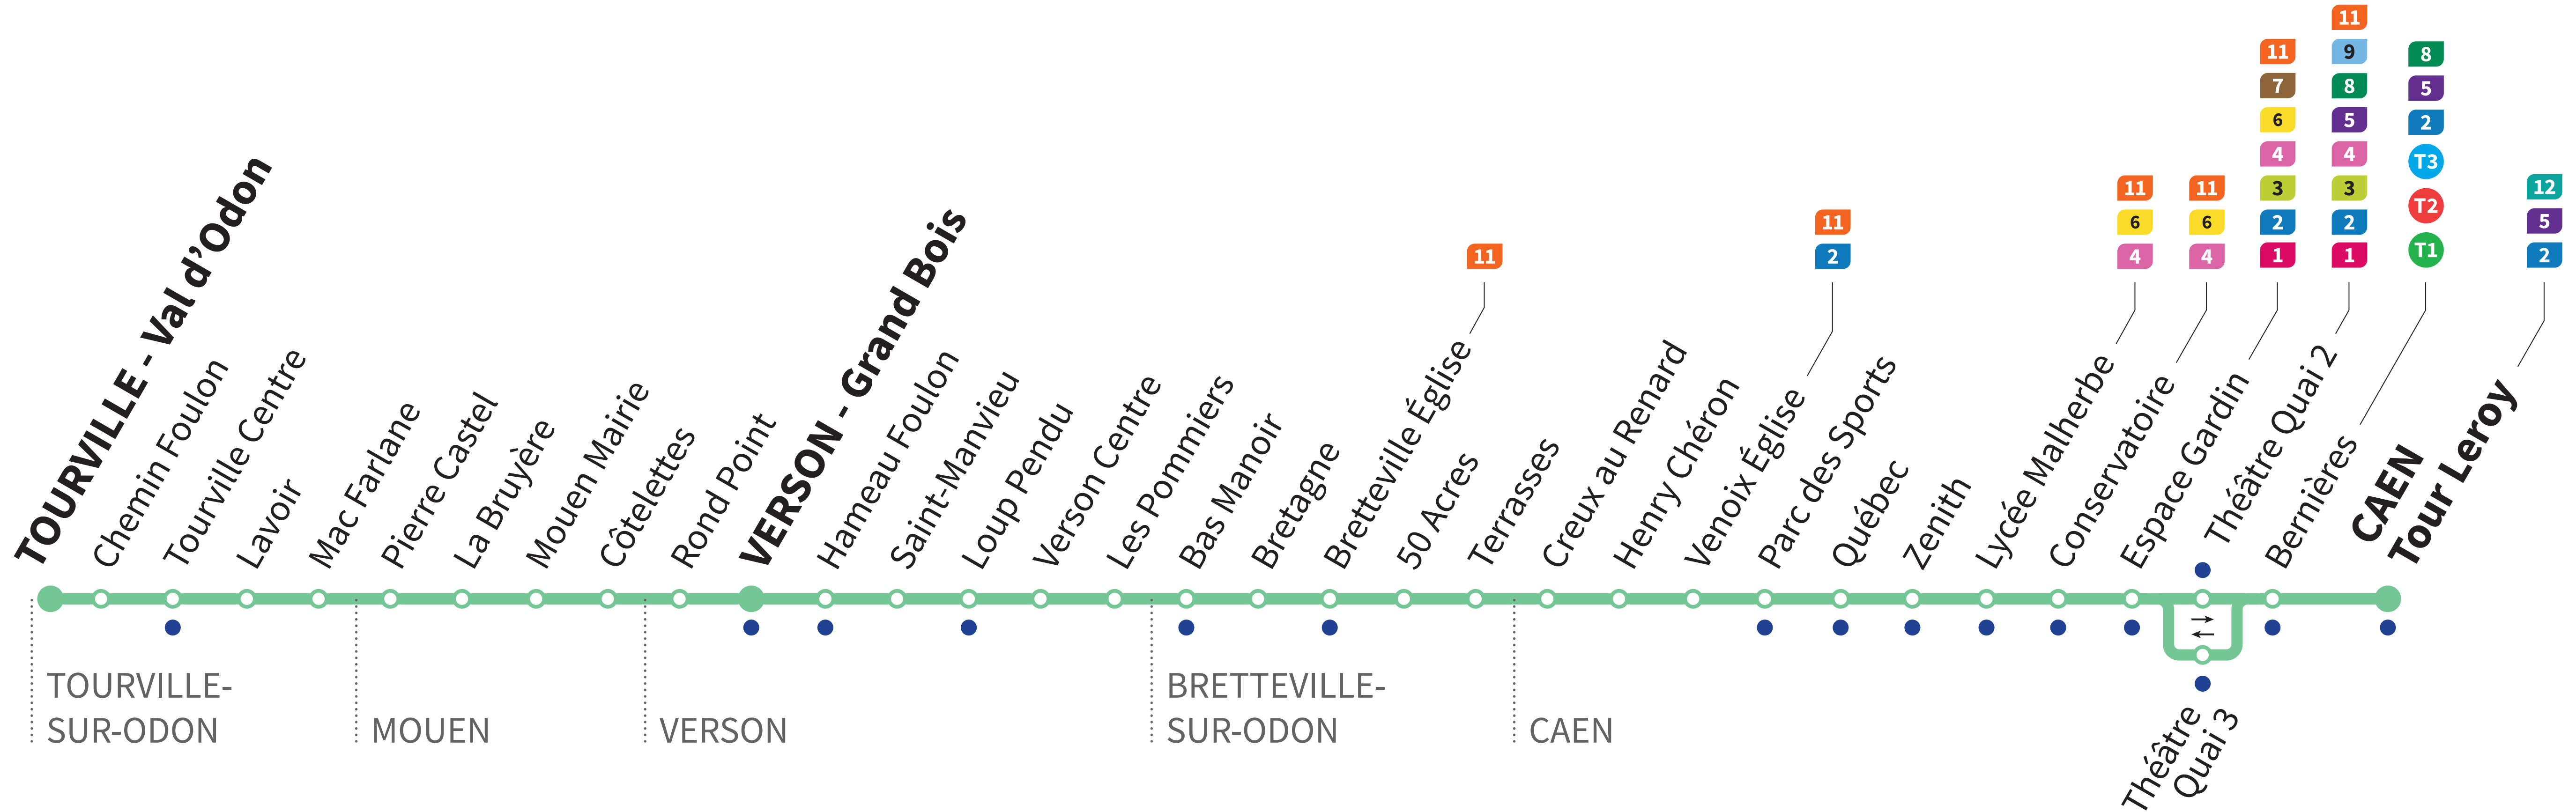 TOURVILLE - Val d’Odon
Chemin Foulon
Tourville Centre
Lavoir
Mac Farlane
Pierre Castel
La Bruyère
Mouen Mairie
Côtelettes
Rond Point
VERSON - Grand Bois
Hameau Foulon
Saint-Manvieu
Loup Pendu
Verson Centre
Les Pommiers
Bas Manoir
Bretagne
Bretteville Église
11
50 Acres
Terrasses
Creux au Renard
Henry Chéron
Venoix Église
11
2
Parc des Sports
Québec
Zenith
Lycée Malherbe
11
6
4
Conservatoire
11
6
4
Espace Gardin
11
7
6
4
3
2
1
Théâtre Quai 2
11
9
8
5
4
3
2
1
Bernières
8
5
2
T3
T2
T1
CAEN
Tour Leroy
12
5
2
Théâtre
Quai 3
TOURVILLE-
SUR-ODON
MOUEN
VERSON
BRETTEVILLE-
SUR-ODON
CAEN